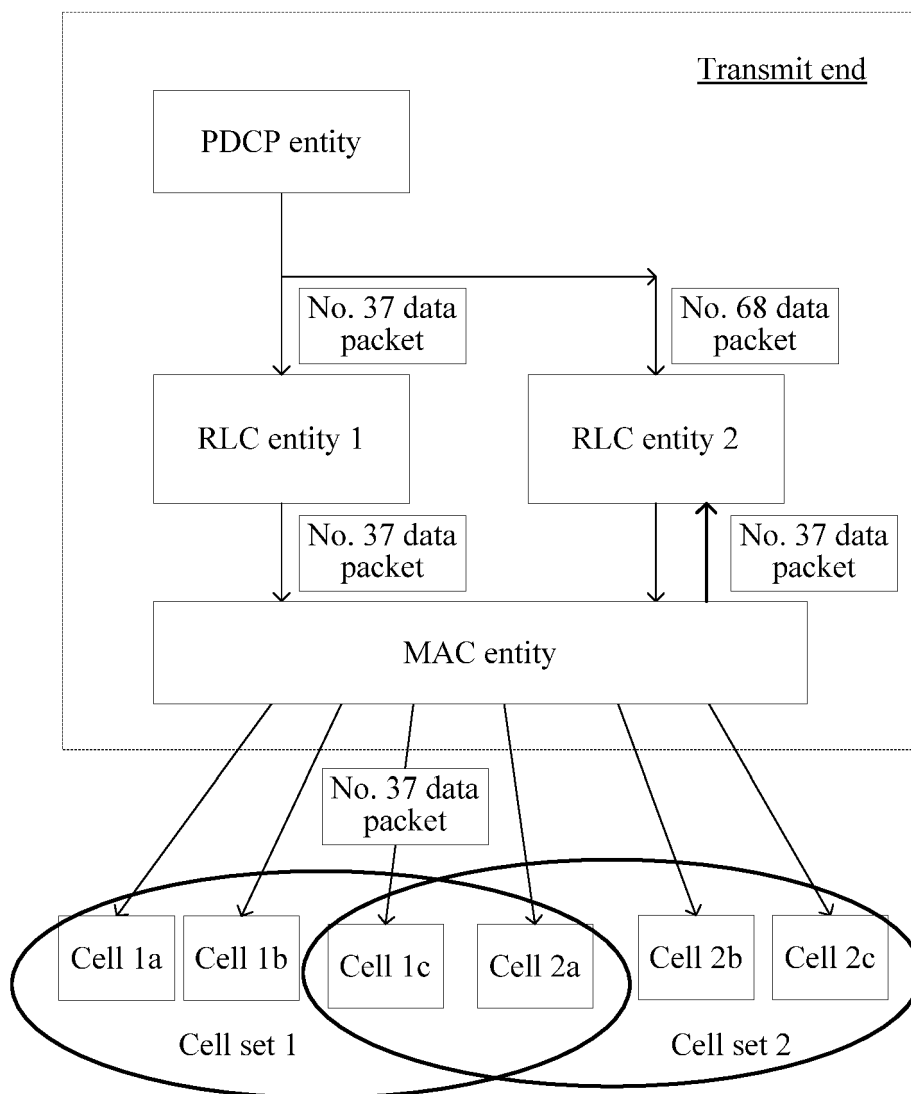 Transmit end
PDCP entity
No. 37 data
packet
No. 68 data
packet
RLC entity 1
RLC entity 2
No. 37 data
packet
No. 37 data
packet
MAC entity
No. 37 data
packet
Cell 1a
Cell 1b
Cell 1c
Cell 2a
Cell 2b
Cell 2c
Cell set 1
Cell set 2